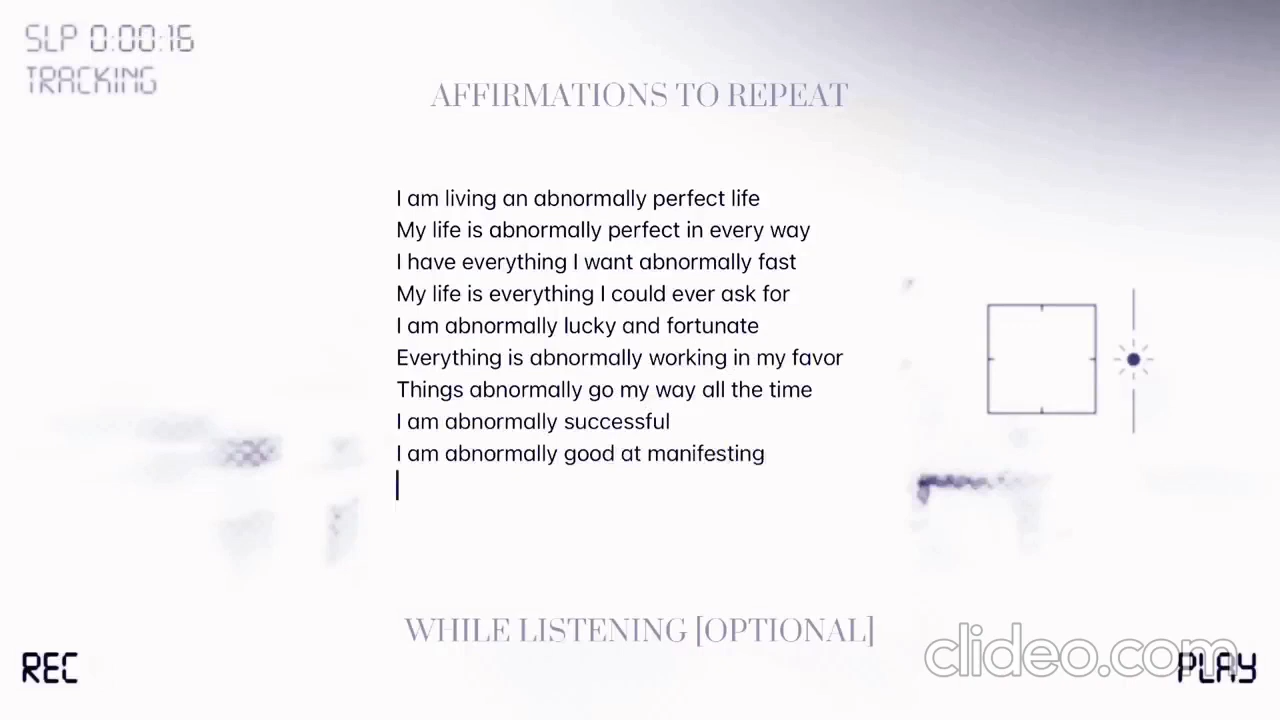 SLP 0:00:16
TRACKING
AFFIRMATIONS TO REPEAT
I am living an abnormally perfect life
My life is abnormally perfect in every way
I have everything I want abnormally fast
My life is everything I could ever ask for
I am abnormally lucky and fortunate
Everything is abnormally working in my favor
Things abnormally go my way all the time
I am abnormally successful
I am abnormally good at manifesting
WHILE LISTENING [OPTIONAL]
clideo.com
REC
PLAY